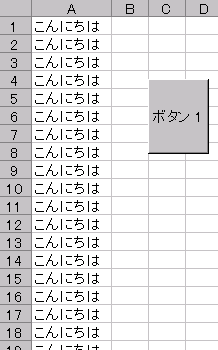 A B C D
1 こんにちは
2 こんにちは
3 こんにちは
4 こんにちは
5 こんにちは
6 こんにちは
ボタン 1
7 こんにちは
8 こんにちは
9 こんにちは
10 こんにちは
11 こんにちは
12 こんにちは
13 こんにちは
14 こんにちは
15 こんにちは
16 こんにちは
17 こんにちは
18 こんにちは
19 こんにちは